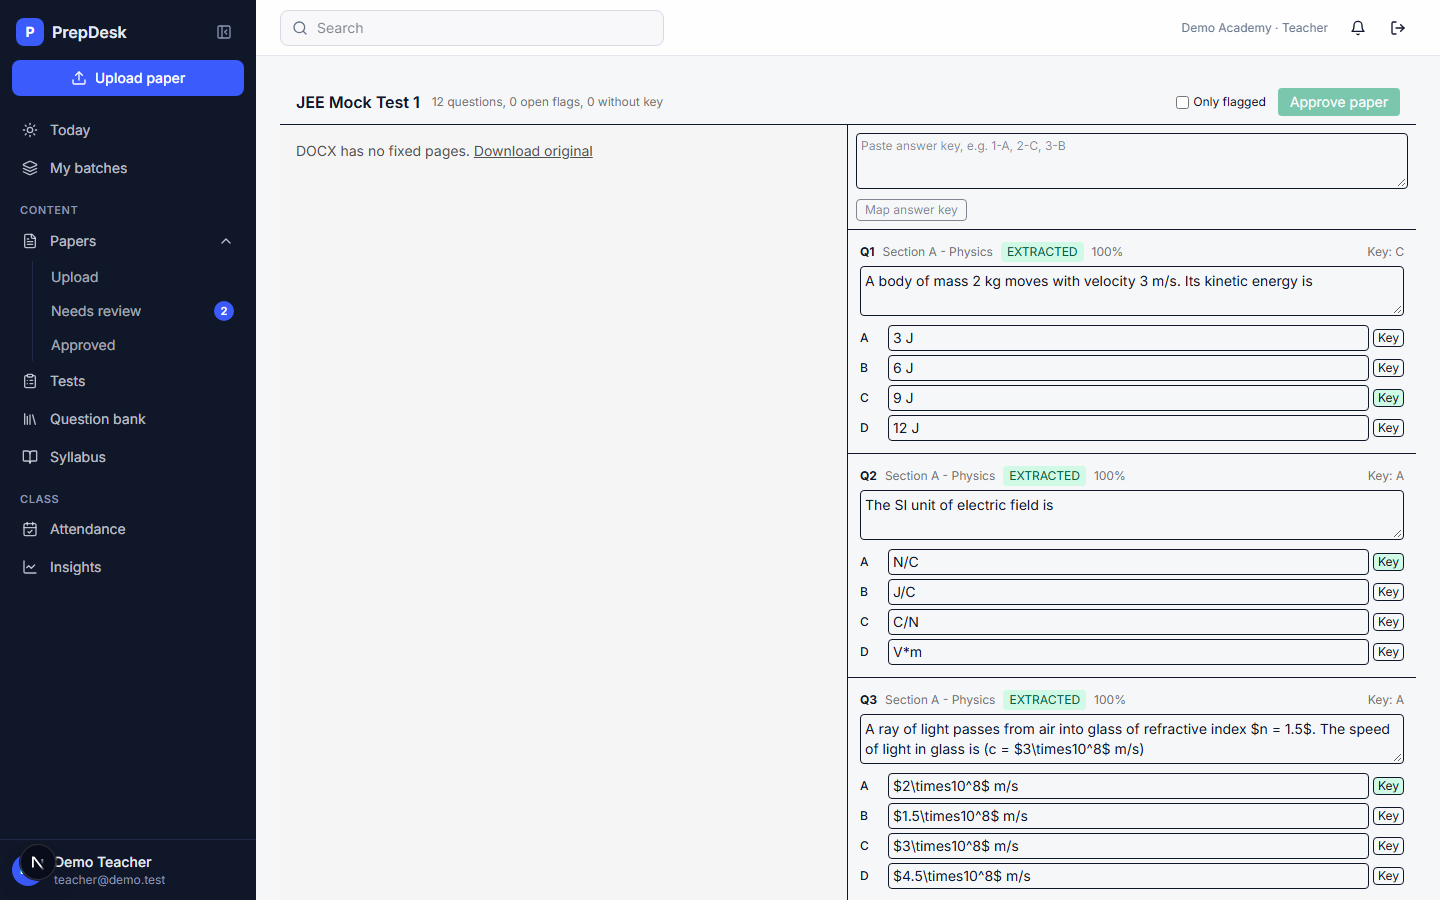 P PrepDesk
Upload paper
Today
My batches
CONTENT
Papers
Upload
Needs review 2
Approved
Tests
Question bank
Syllabus
CLASS
Attendance
Insights
N
Demo Teacher
teacher@demo.test
Search
Demo Academy · Teacher
JEE Mock Test 1 12 questions, 0 open flags, 0 without key
Only flagged Approve paper
DOCX has no fixed pages. Download original
Paste answer key, e.g. 1-A, 2-C, 3-B
Map answer key
Q1 Section A - Physics EXTRACTED 100% Key: C
A body of mass 2 kg moves with velocity 3 m/s. Its kinetic energy is
A 3 J Key
B 6 J Key
C 9 J Key
D 12 J Key
Q2 Section A - Physics EXTRACTED 100% Key: A
The SI unit of electric field is
A N/C Key
B J/C Key
C C/N Key
D V*m Key
Q3 Section A - Physics EXTRACTED 100% Key: A
A ray of light passes from air into glass of refractive index $n = 1.5$. The speed
of light in glass is (c = $3\times10^8$ m/s)
A $2\times10^8$ m/s Key
B $1.5\times10^8$ m/s Key
C $3\times10^8$ m/s Key
D $4.5\times10^8$ m/s Key